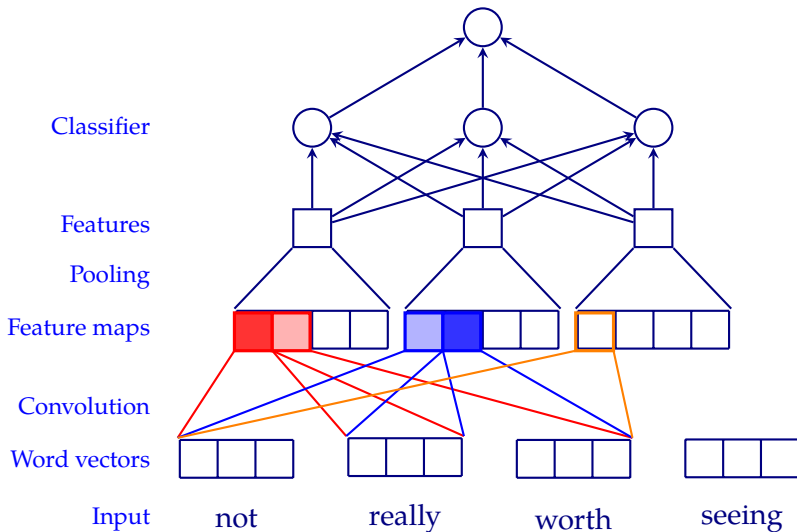 Classifier
Features
Pooling
Feature maps
Convolution
Word vectors
Input not really worth seeing